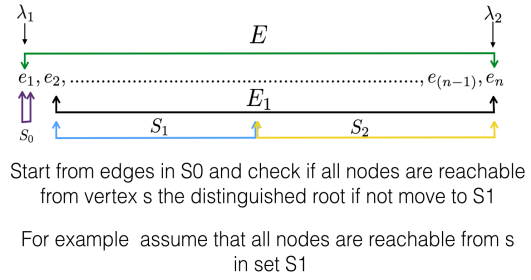 λ₁ λ₂
E
e₁, e₂, ......................................................., e₍ₙ₋₁₎, eₙ
E₁
S₀ S₁ S₂
Start from edges in S0 and check if all nodes are reachable
from vertex s the distinguished root if not move to S1
For example assume that all nodes are reachable from s
in set S1